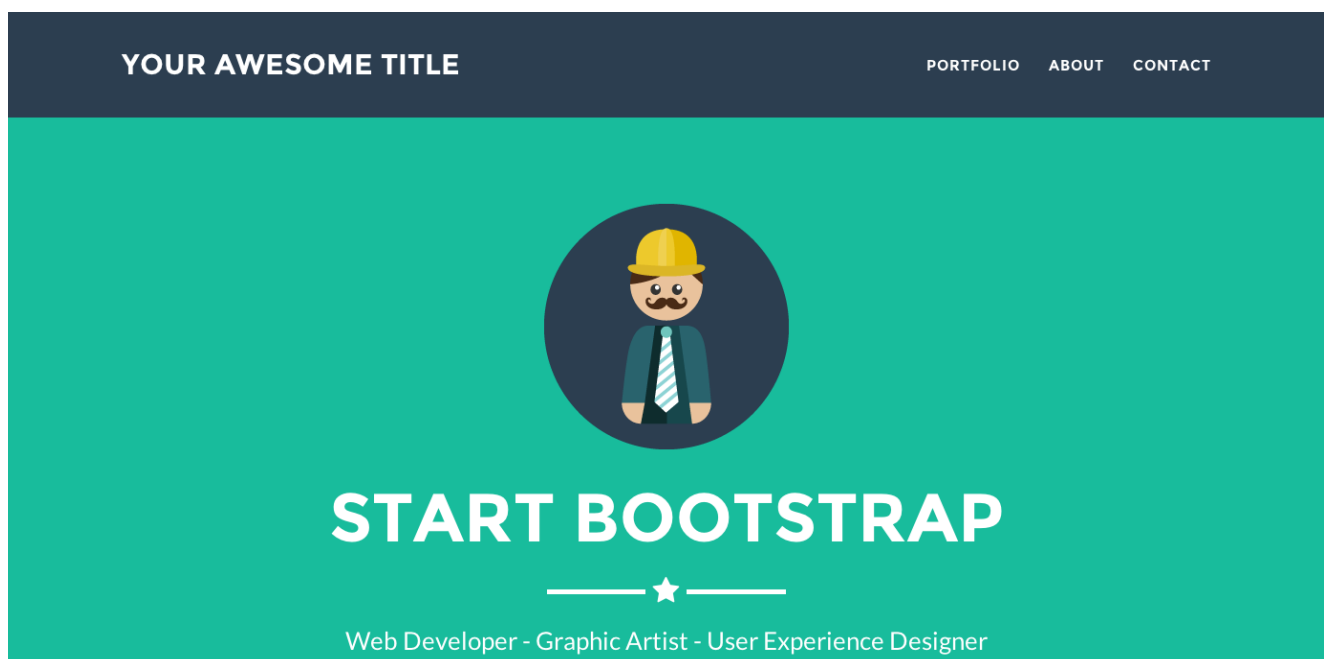 YOUR AWESOME TITLE
PORTFOLIO ABOUT CONTACT
START BOOTSTRAP
Web Developer - Graphic Artist - User Experience Designer